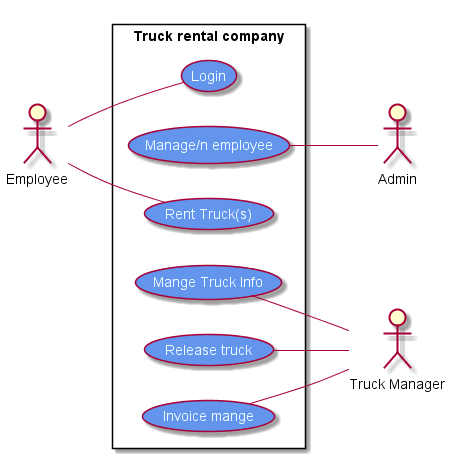 Truck rental company
Login
Manage/n employee
Employee
Admin
Rent Truck(s)
Mange Truck Info
Release truck
Truck Manager
Invoice mange